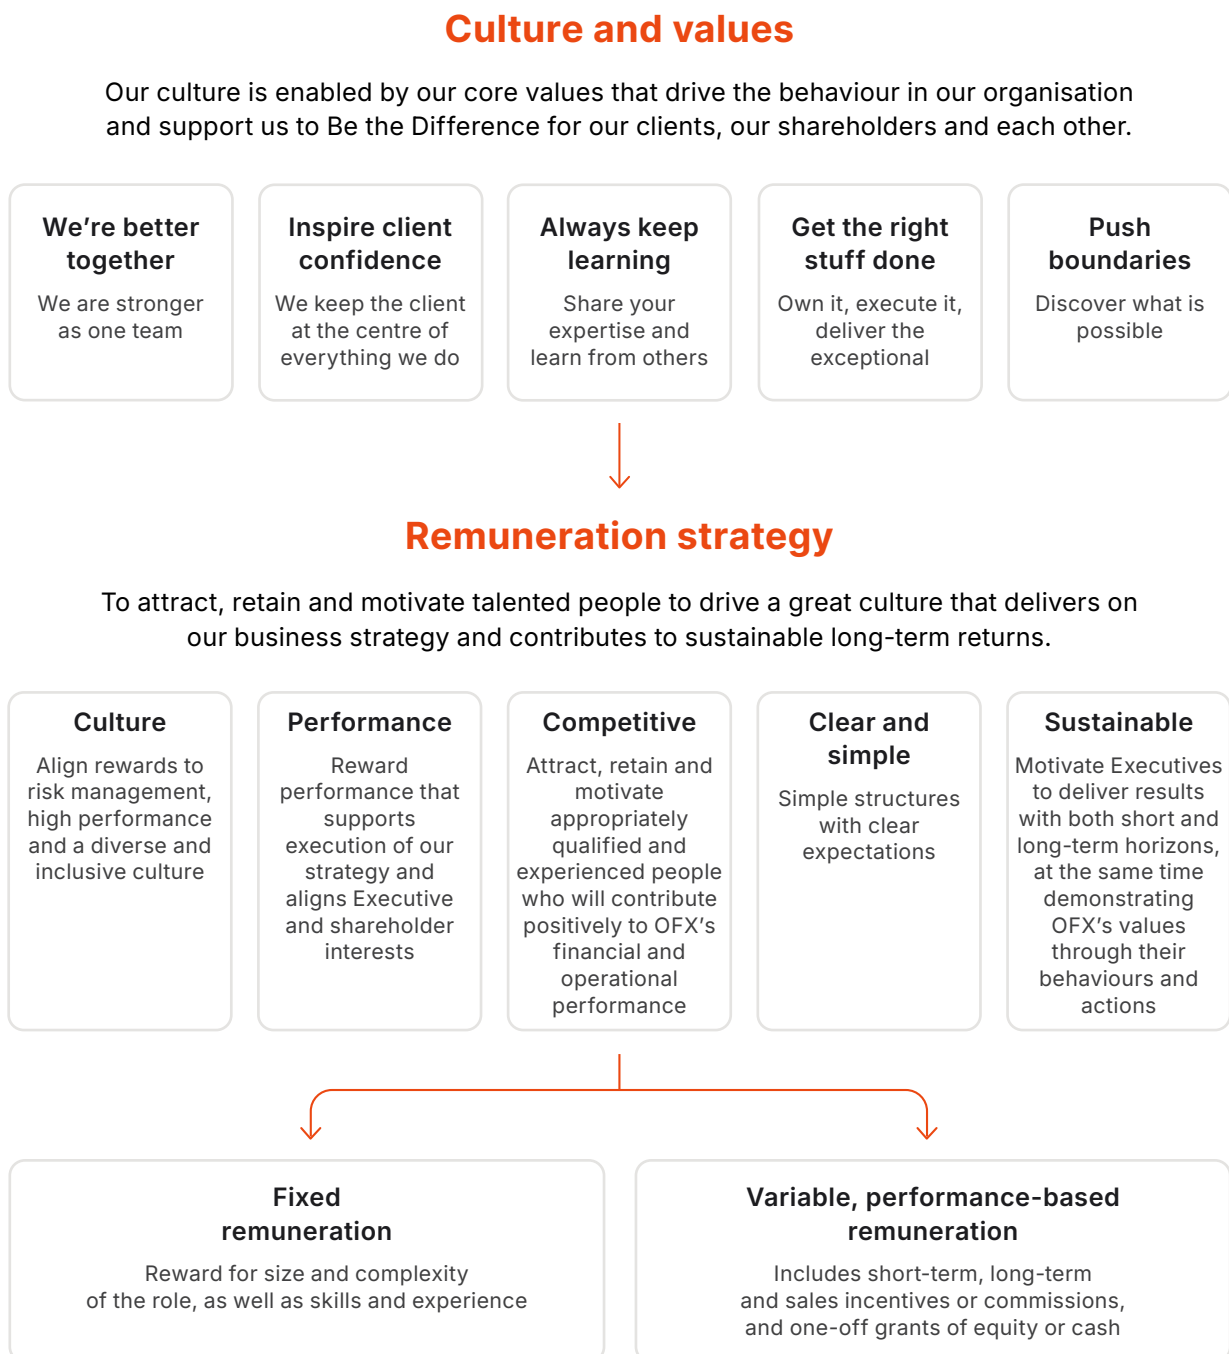 Culture and values
Our culture is enabled by our core values that drive the behaviour in our organisation
and support us to Be the Difference for our clients, our shareholders and each other.
We’re better
together
We are stronger
as one team
Inspire client
confidence
We keep the client
at the centre of
everything we do
Always keep
learning
Share your
expertise and
learn from others
Get the right
stuff done
Own it, execute it,
deliver the
exceptional
Push
boundaries
Discover what is
possible
Remuneration strategy
To attract, retain and motivate talented people to drive a great culture that delivers on
our business strategy and contributes to sustainable long-term returns.
Culture
Align rewards to
risk management,
high performance
and a diverse and
inclusive culture
Performance
Reward
performance that
supports
execution of our
strategy and
aligns Executive
and shareholder
interests
Competitive
Attract, retain and
motivate
appropriately
qualified and
experienced people
who will contribute
positively to OFX’s
financial and
operational
performance
Clear and
simple
Simple structures
with clear
expectations
Sustainable
Motivate Executives
to deliver results
with both short and
long-term horizons,
at the same time
demonstrating
OFX’s values
through their
behaviours and
actions
Fixed
remuneration
Reward for size and complexity
of the role, as well as skills and experience
Variable, performance-based
remuneration
Includes short-term, long-term
and sales incentives or commissions,
and one-off grants of equity or cash